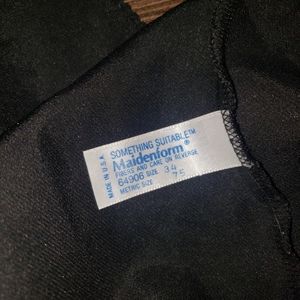 SOMETHING SUITABLE™
Maidenform®
FIBERS AND CARE ON REVERSE
64906 SIZE 34
METRIC SIZE 75
MADE IN U.S.A.